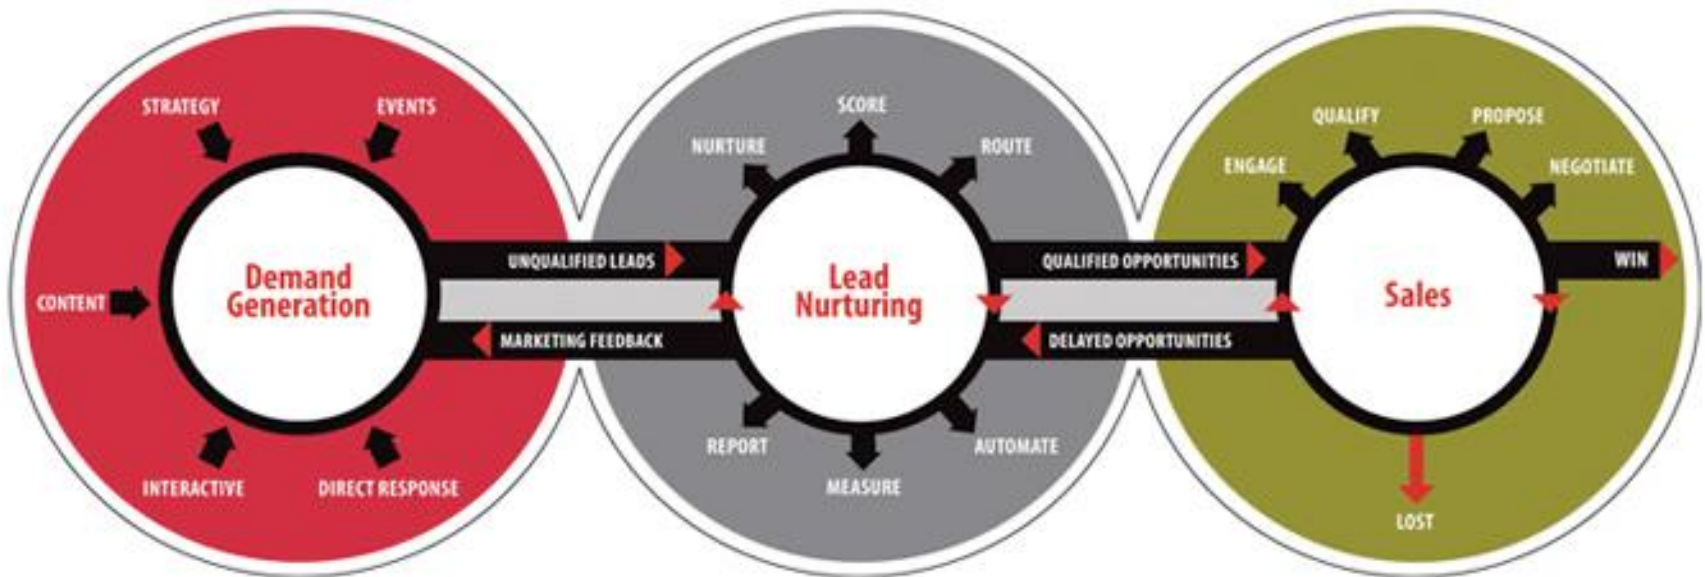 STRATEGY
EVENTS
CONTENT
Demand
Generation
INTERACTIVE
DIRECT RESPONSE
UNQUALIFIED LEADS
MARKETING FEEDBACK
NURTURE
SCORE
ROUTE
Lead
Nurturing
REPORT
MEASURE
AUTOMATE
QUALIFIED OPPORTUNITIES
DELAYED OPPORTUNITIES
ENGAGE
QUALIFY
PROPOSE
NEGOTIATE
Sales
WIN
LOST